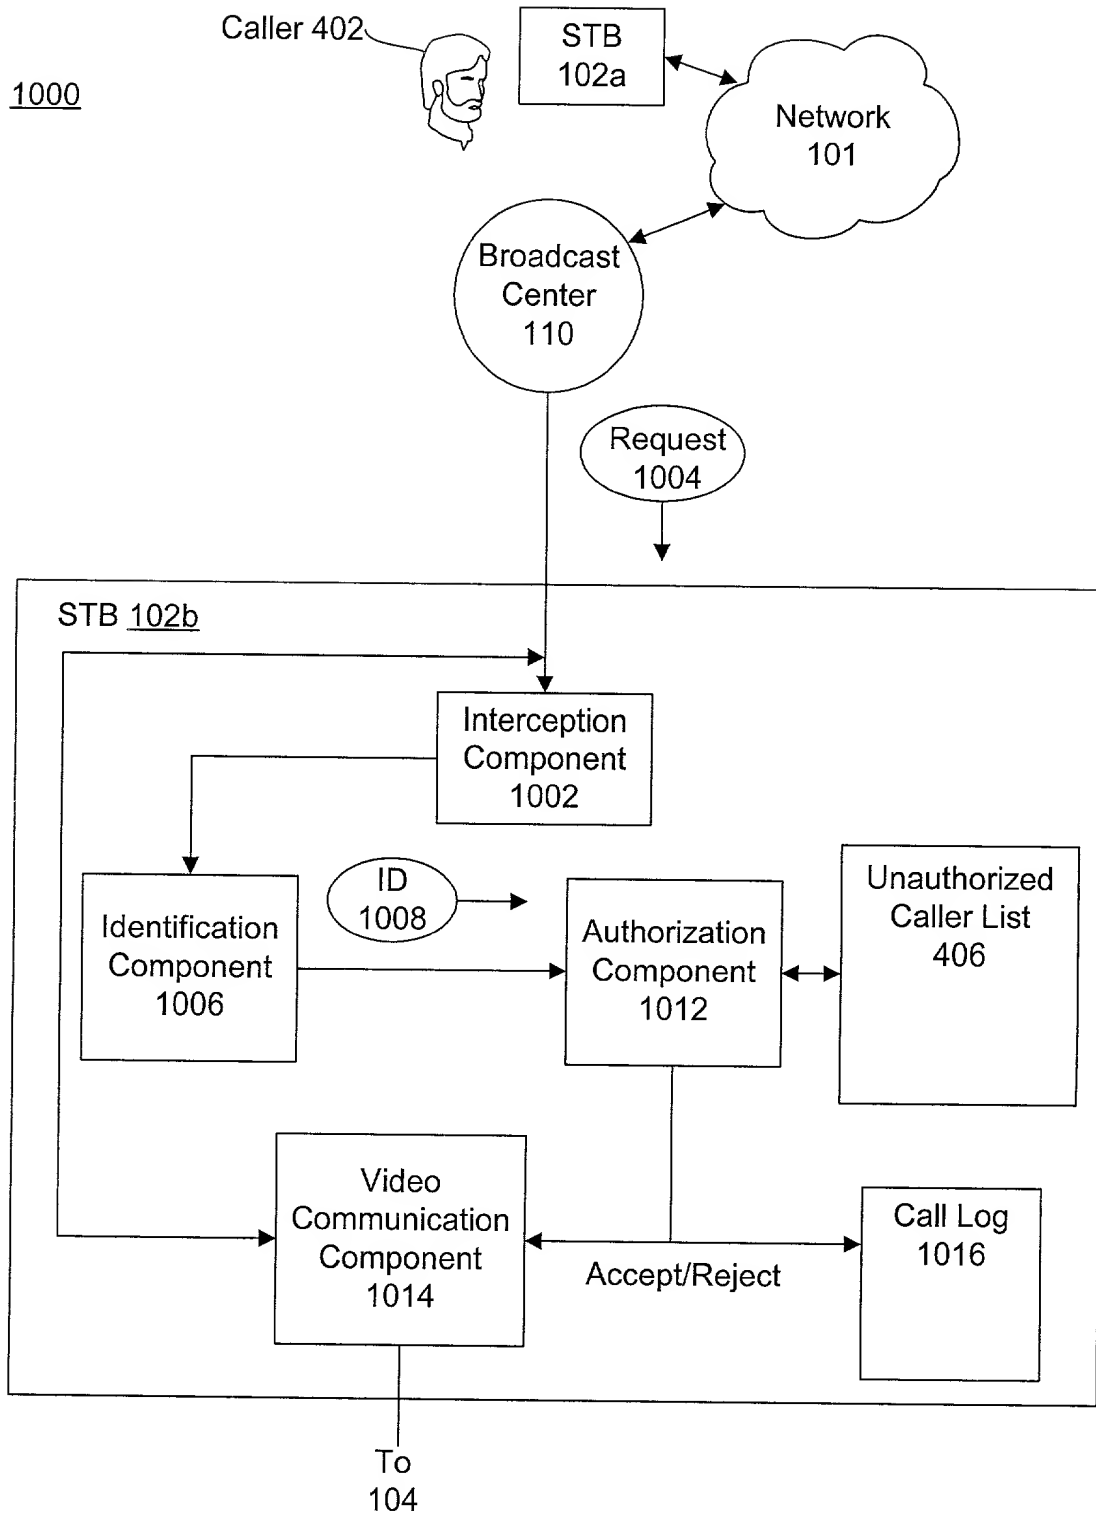 Caller 402
STB
102a
1000
Network
101
Broadcast
Center
110
Request
1004
STB 102b
Interception
Component
1002
ID
1008
Identification
Component
1006
Authorization
Component
1012
Unauthorized
Caller List
406
Video
Communication
Component
1014
Accept/Reject
Call Log
1016
To
104